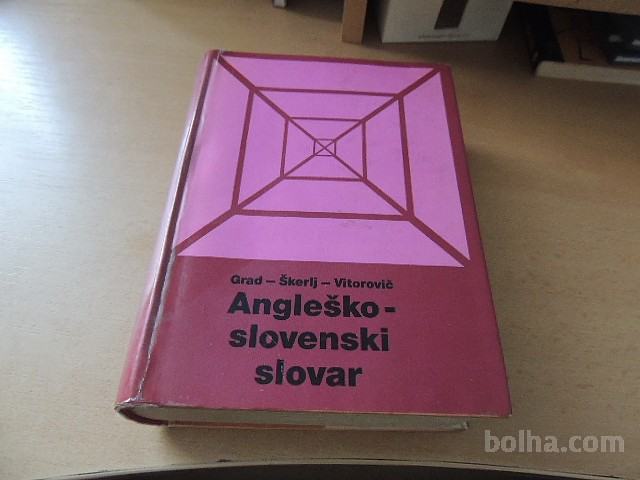 Grad – Škerlj – Vitorovič
Angleško-
slovenski
slovar
bolha.com